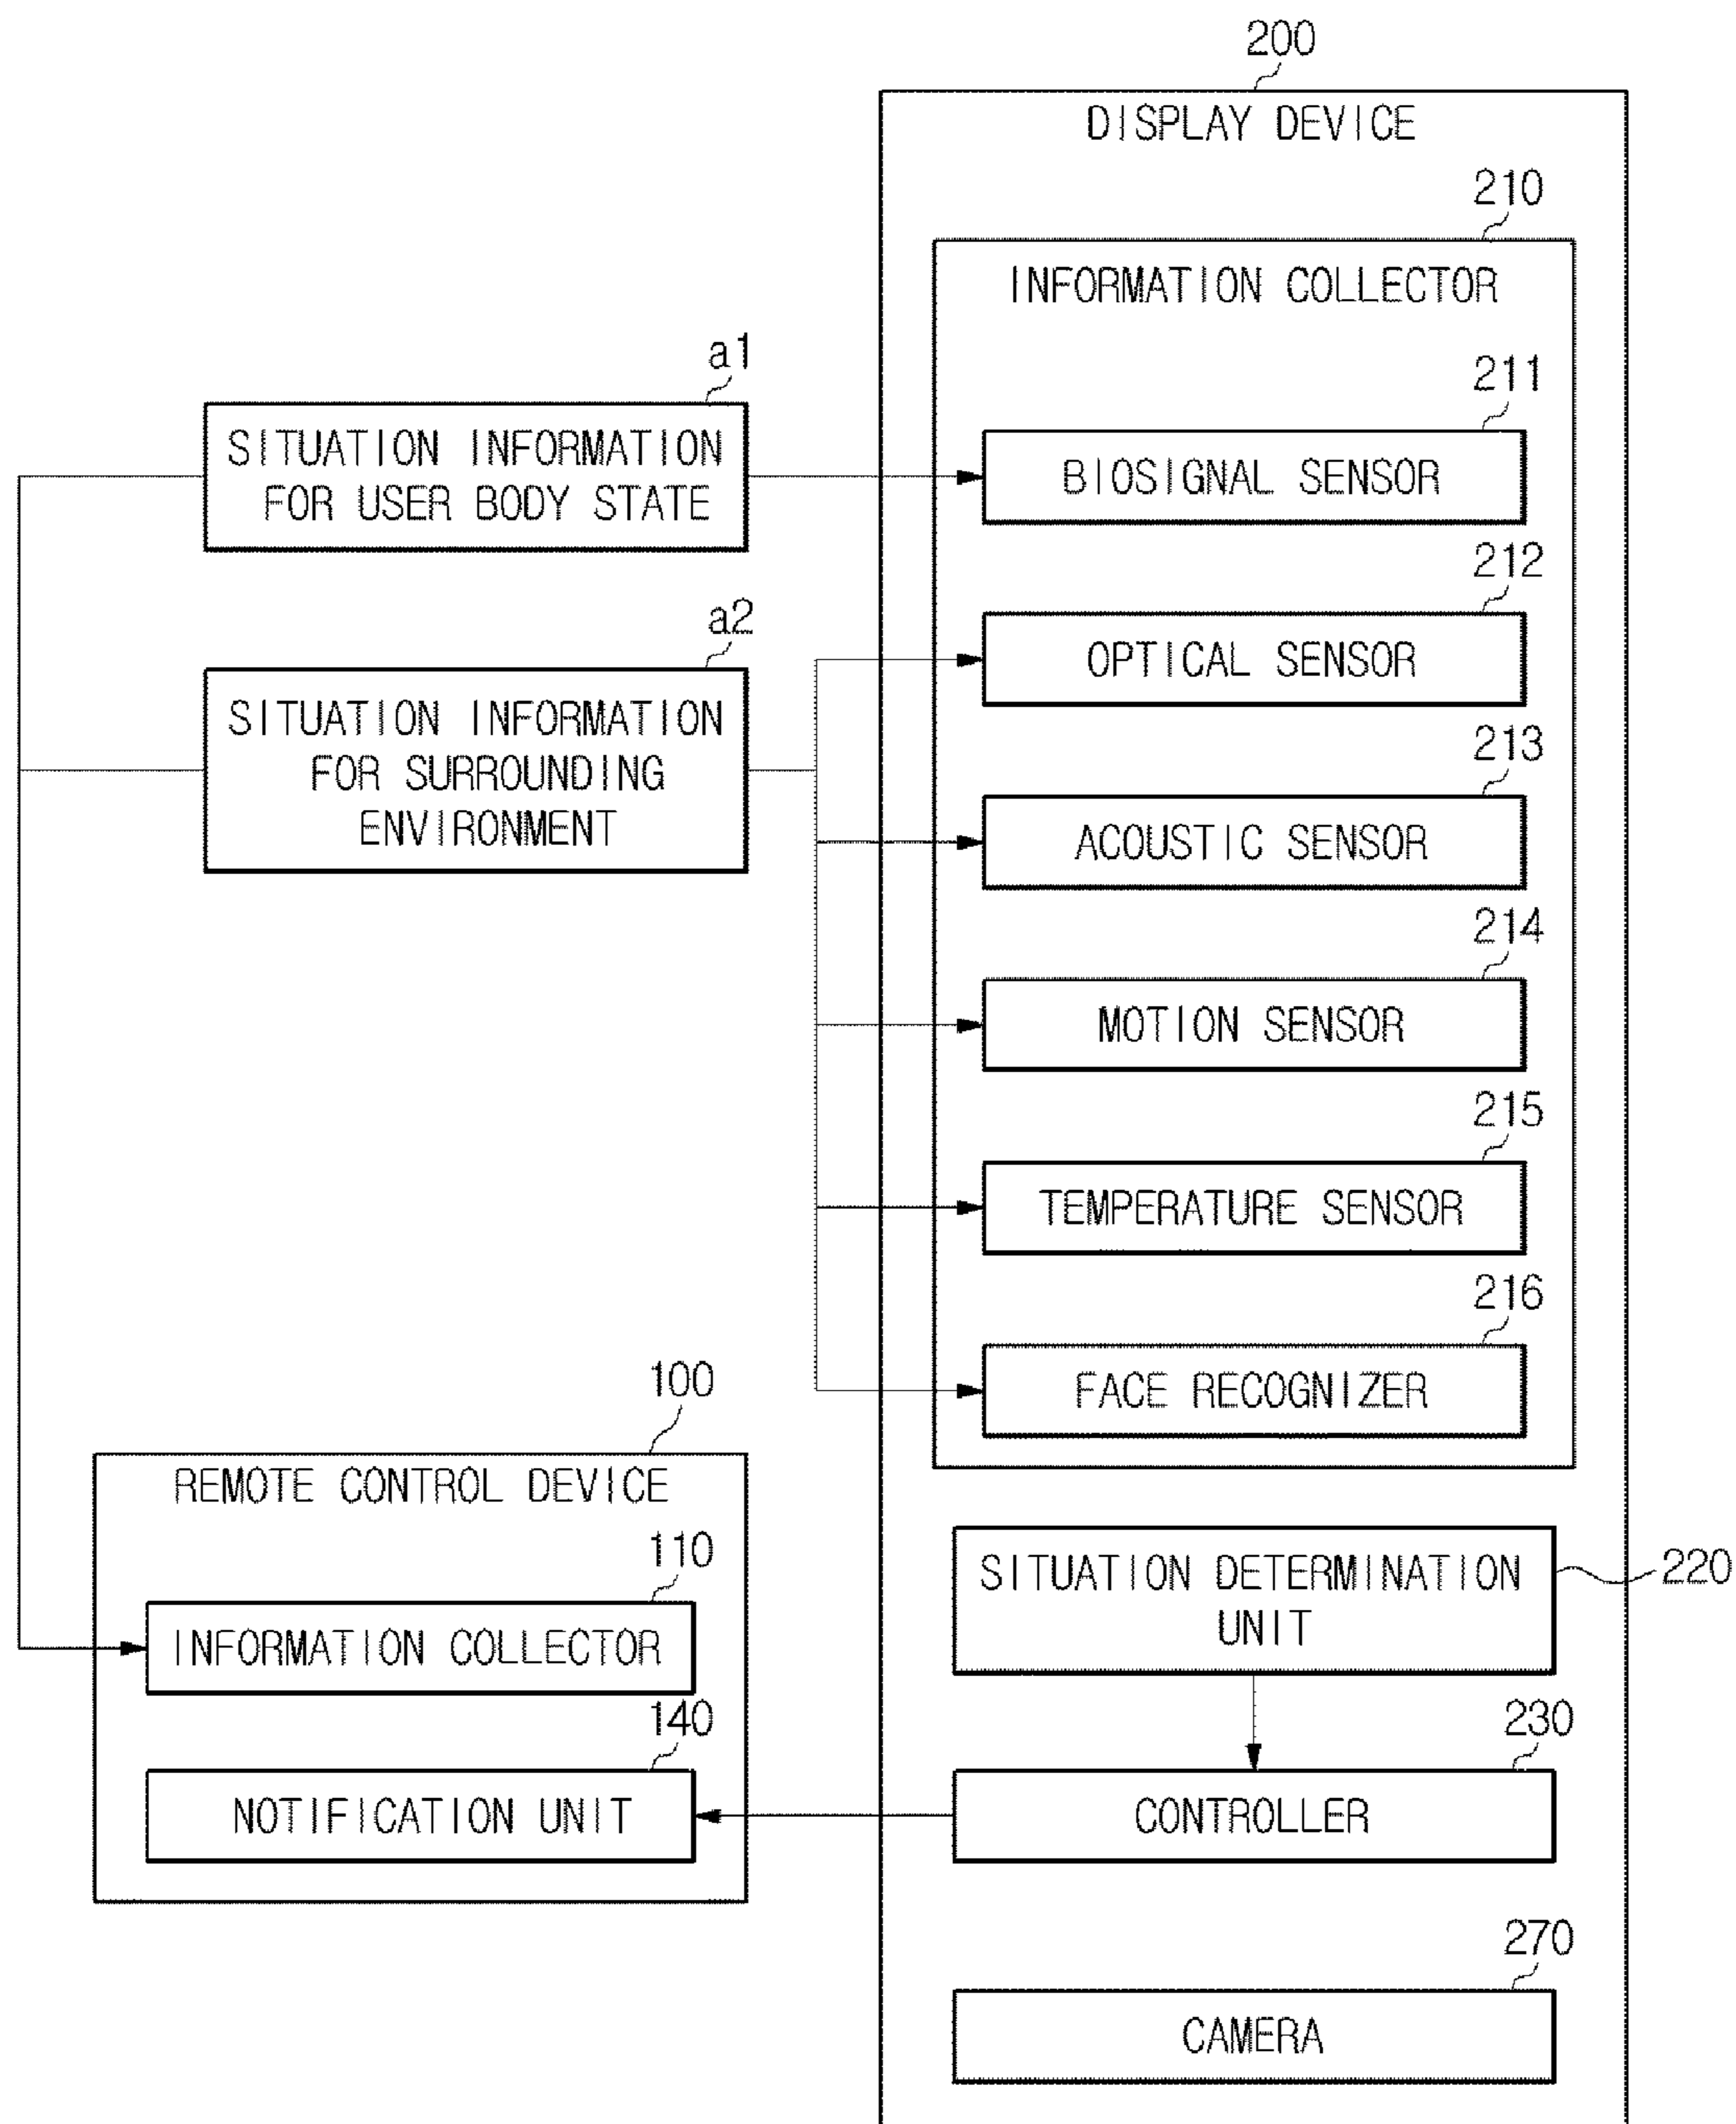 200
DISPLAY DEVICE
210
INFORMATION COLLECTOR
a1
SITUATION INFORMATION
FOR USER BODY STATE
211
BIOSIGNAL SENSOR
212
OPTICAL SENSOR
a2
SITUATION INFORMATION
FOR SURROUNDING
ENVIRONMENT
213
ACOUSTIC SENSOR
214
MOTION SENSOR
215
TEMPERATURE SENSOR
216
FACE RECOGNIZER
100
REMOTE CONTROL DEVICE
110
INFORMATION COLLECTOR
140
NOTIFICATION UNIT
SITUATION DETERMINATION
UNIT
220
230
CONTROLLER
270
CAMERA